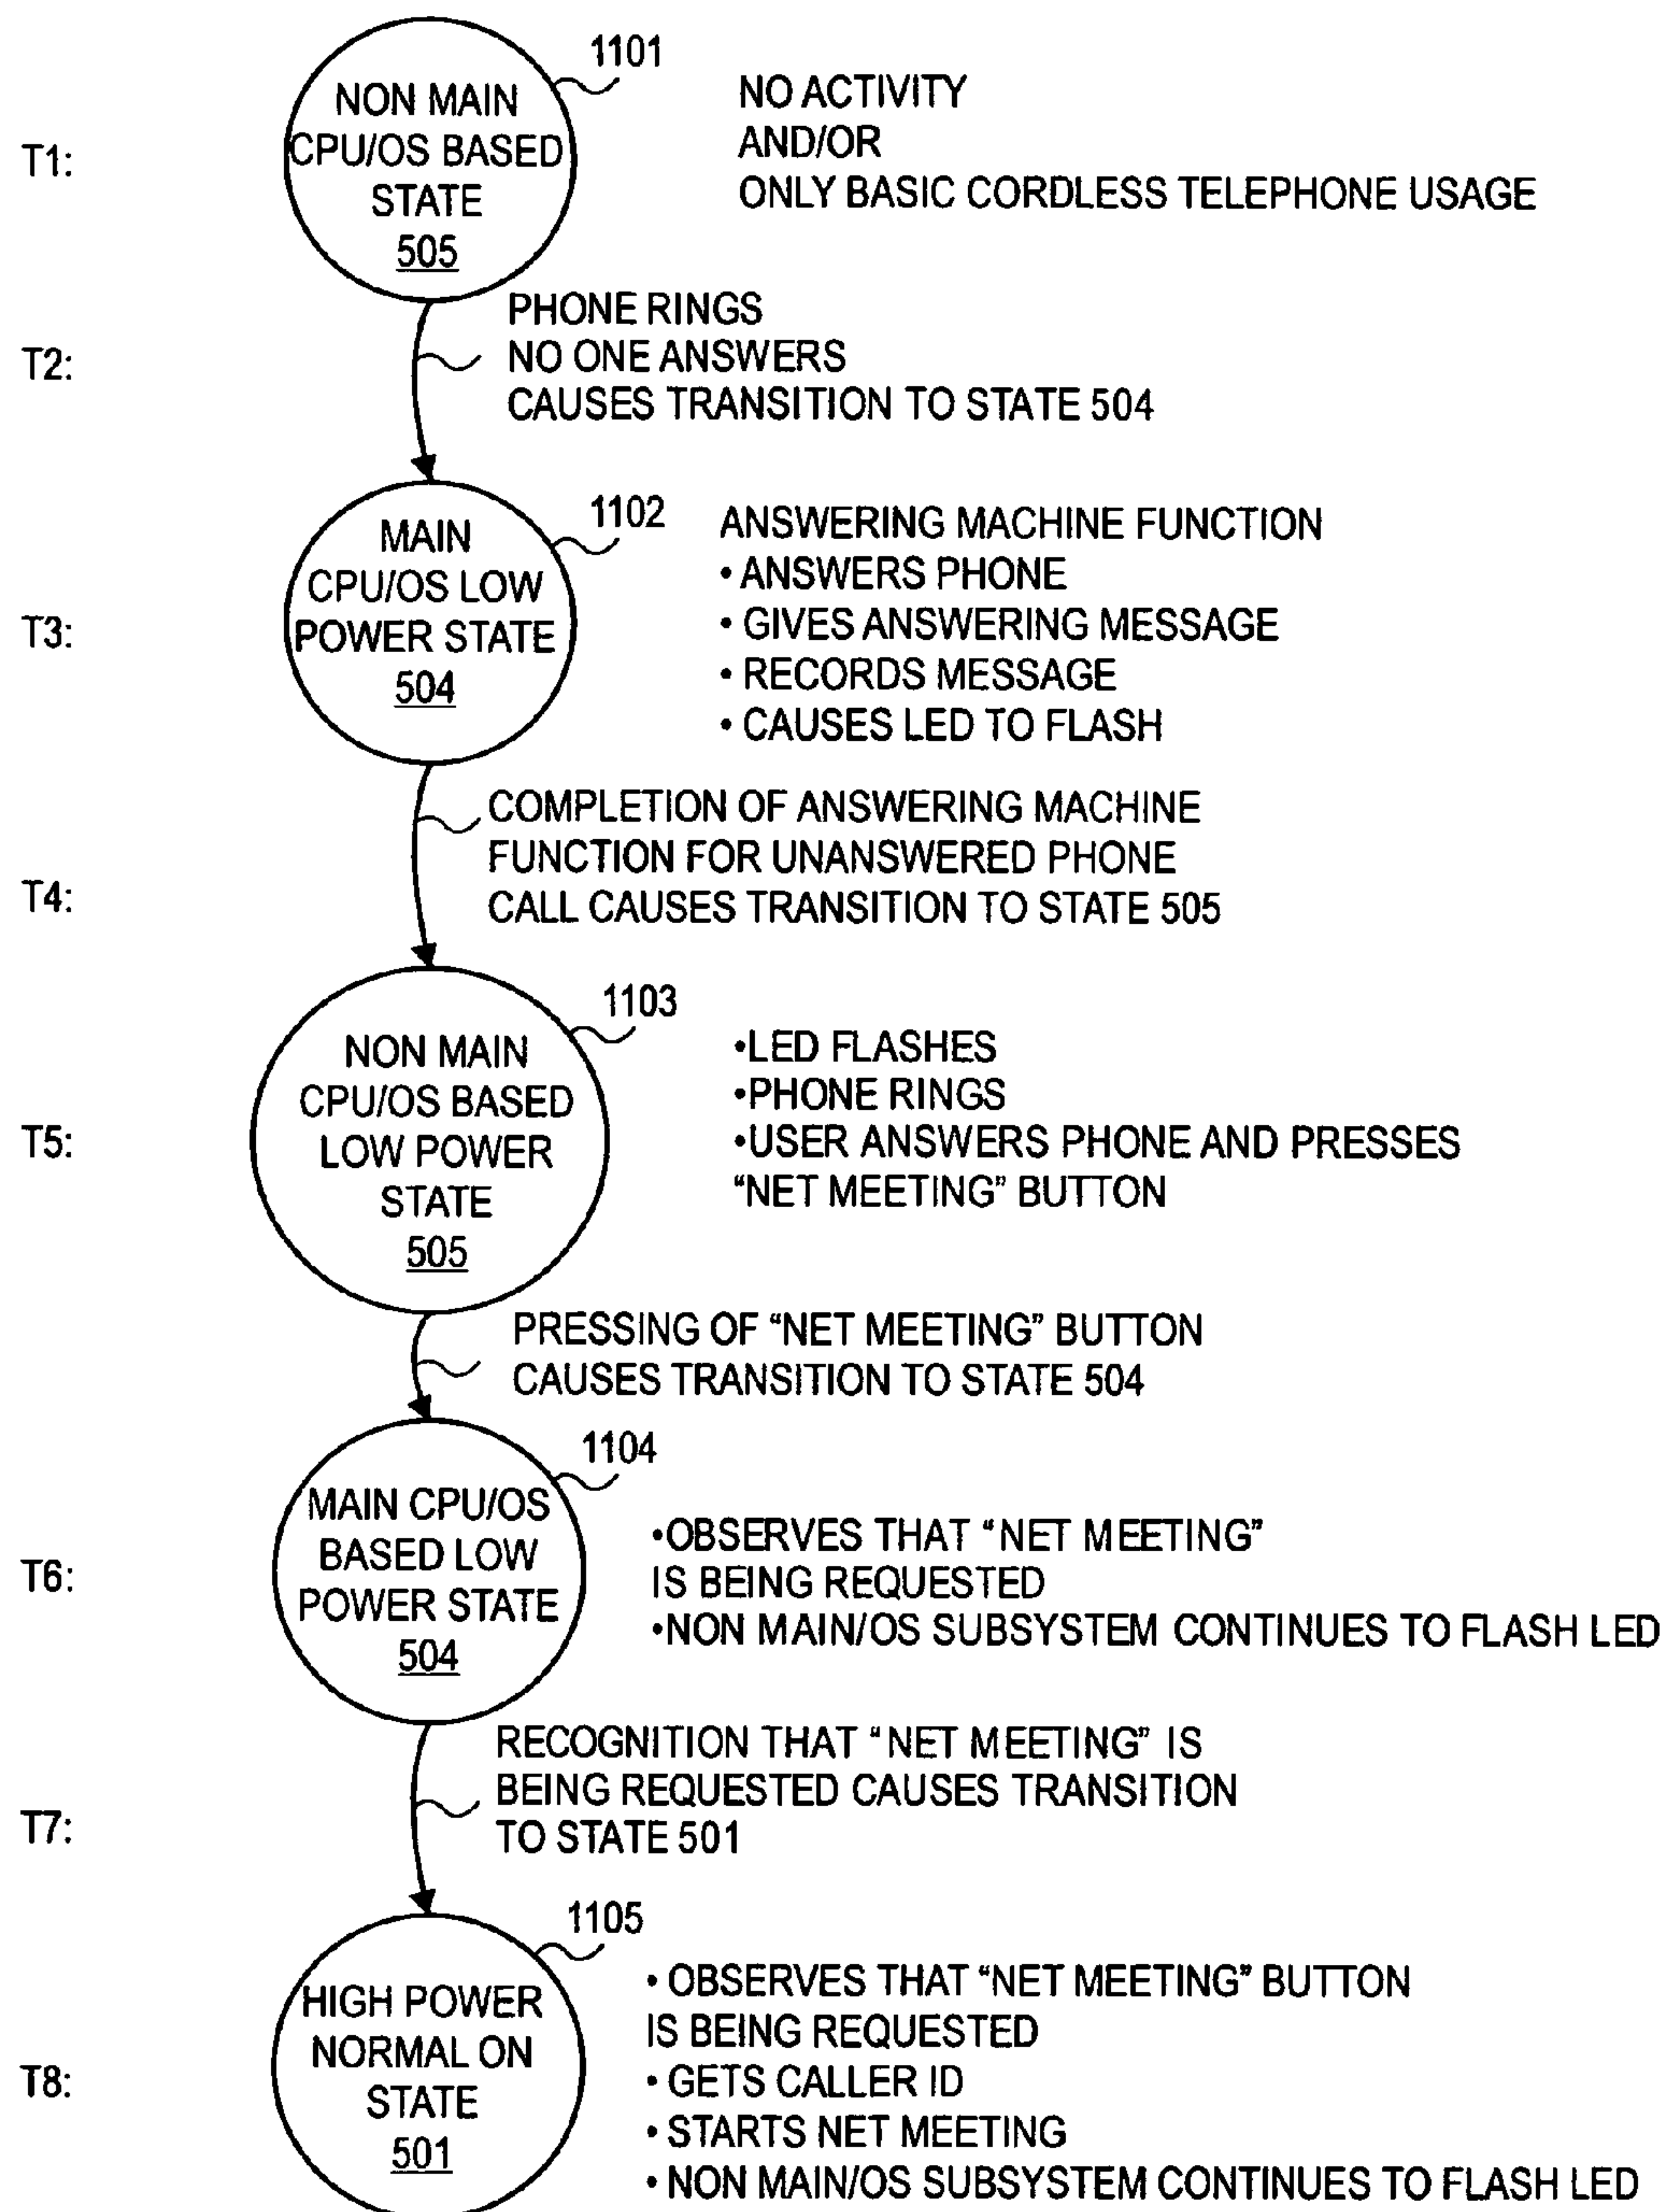 1101
NON MAIN
CPU/OS BASED
STATE
505
NO ACTIVITY
AND/OR
ONLY BASIC CORDLESS TELEPHONE USAGE
T1:
PHONE RINGS
NO ONE ANSWERS
CAUSES TRANSITION TO STATE 504
T2:
1102
MAIN
CPU/OS LOW
POWER STATE
504
ANSWERING MACHINE FUNCTION
• ANSWERS PHONE
• GIVES ANSWERING MESSAGE
• RECORDS MESSAGE
• CAUSES LED TO FLASH
T3:
COMPLETION OF ANSWERING MACHINE
FUNCTION FOR UNANSWERED PHONE
CALL CAUSES TRANSITION TO STATE 505
T4:
1103
NON MAIN
CPU/OS BASED
LOW POWER
STATE
505
•LED FLASHES
•PHONE RINGS
•USER ANSWERS PHONE AND PRESSES
“NET MEETING” BUTTON
T5:
PRESSING OF “NET MEETING” BUTTON
CAUSES TRANSITION TO STATE 504
1104
MAIN CPU/OS
BASED LOW
POWER STATE
504
•OBSERVES THAT “NET MEETING”
IS BEING REQUESTED
•NON MAIN/OS SUBSYSTEM CONTINUES TO FLASH LED
T6:
RECOGNITION THAT “NET MEETING” IS
BEING REQUESTED CAUSES TRANSITION
TO STATE 501
T7:
1105
HIGH POWER
NORMAL ON
STATE
501
• OBSERVES THAT “NET MEETING” BUTTON
IS BEING REQUESTED
• GETS CALLER ID
• STARTS NET MEETING
• NON MAIN/OS SUBSYSTEM CONTINUES TO FLASH LED
T8: